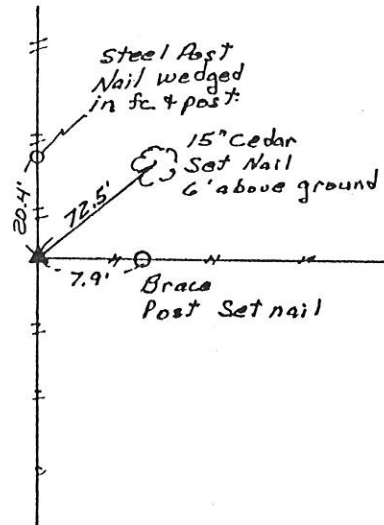 Steel Post
Nail wedged
in fc. & post.
15" Cedar
Set Nail
6' above ground
20.4'
72.5'
7.9'
Brace
Post Set nail